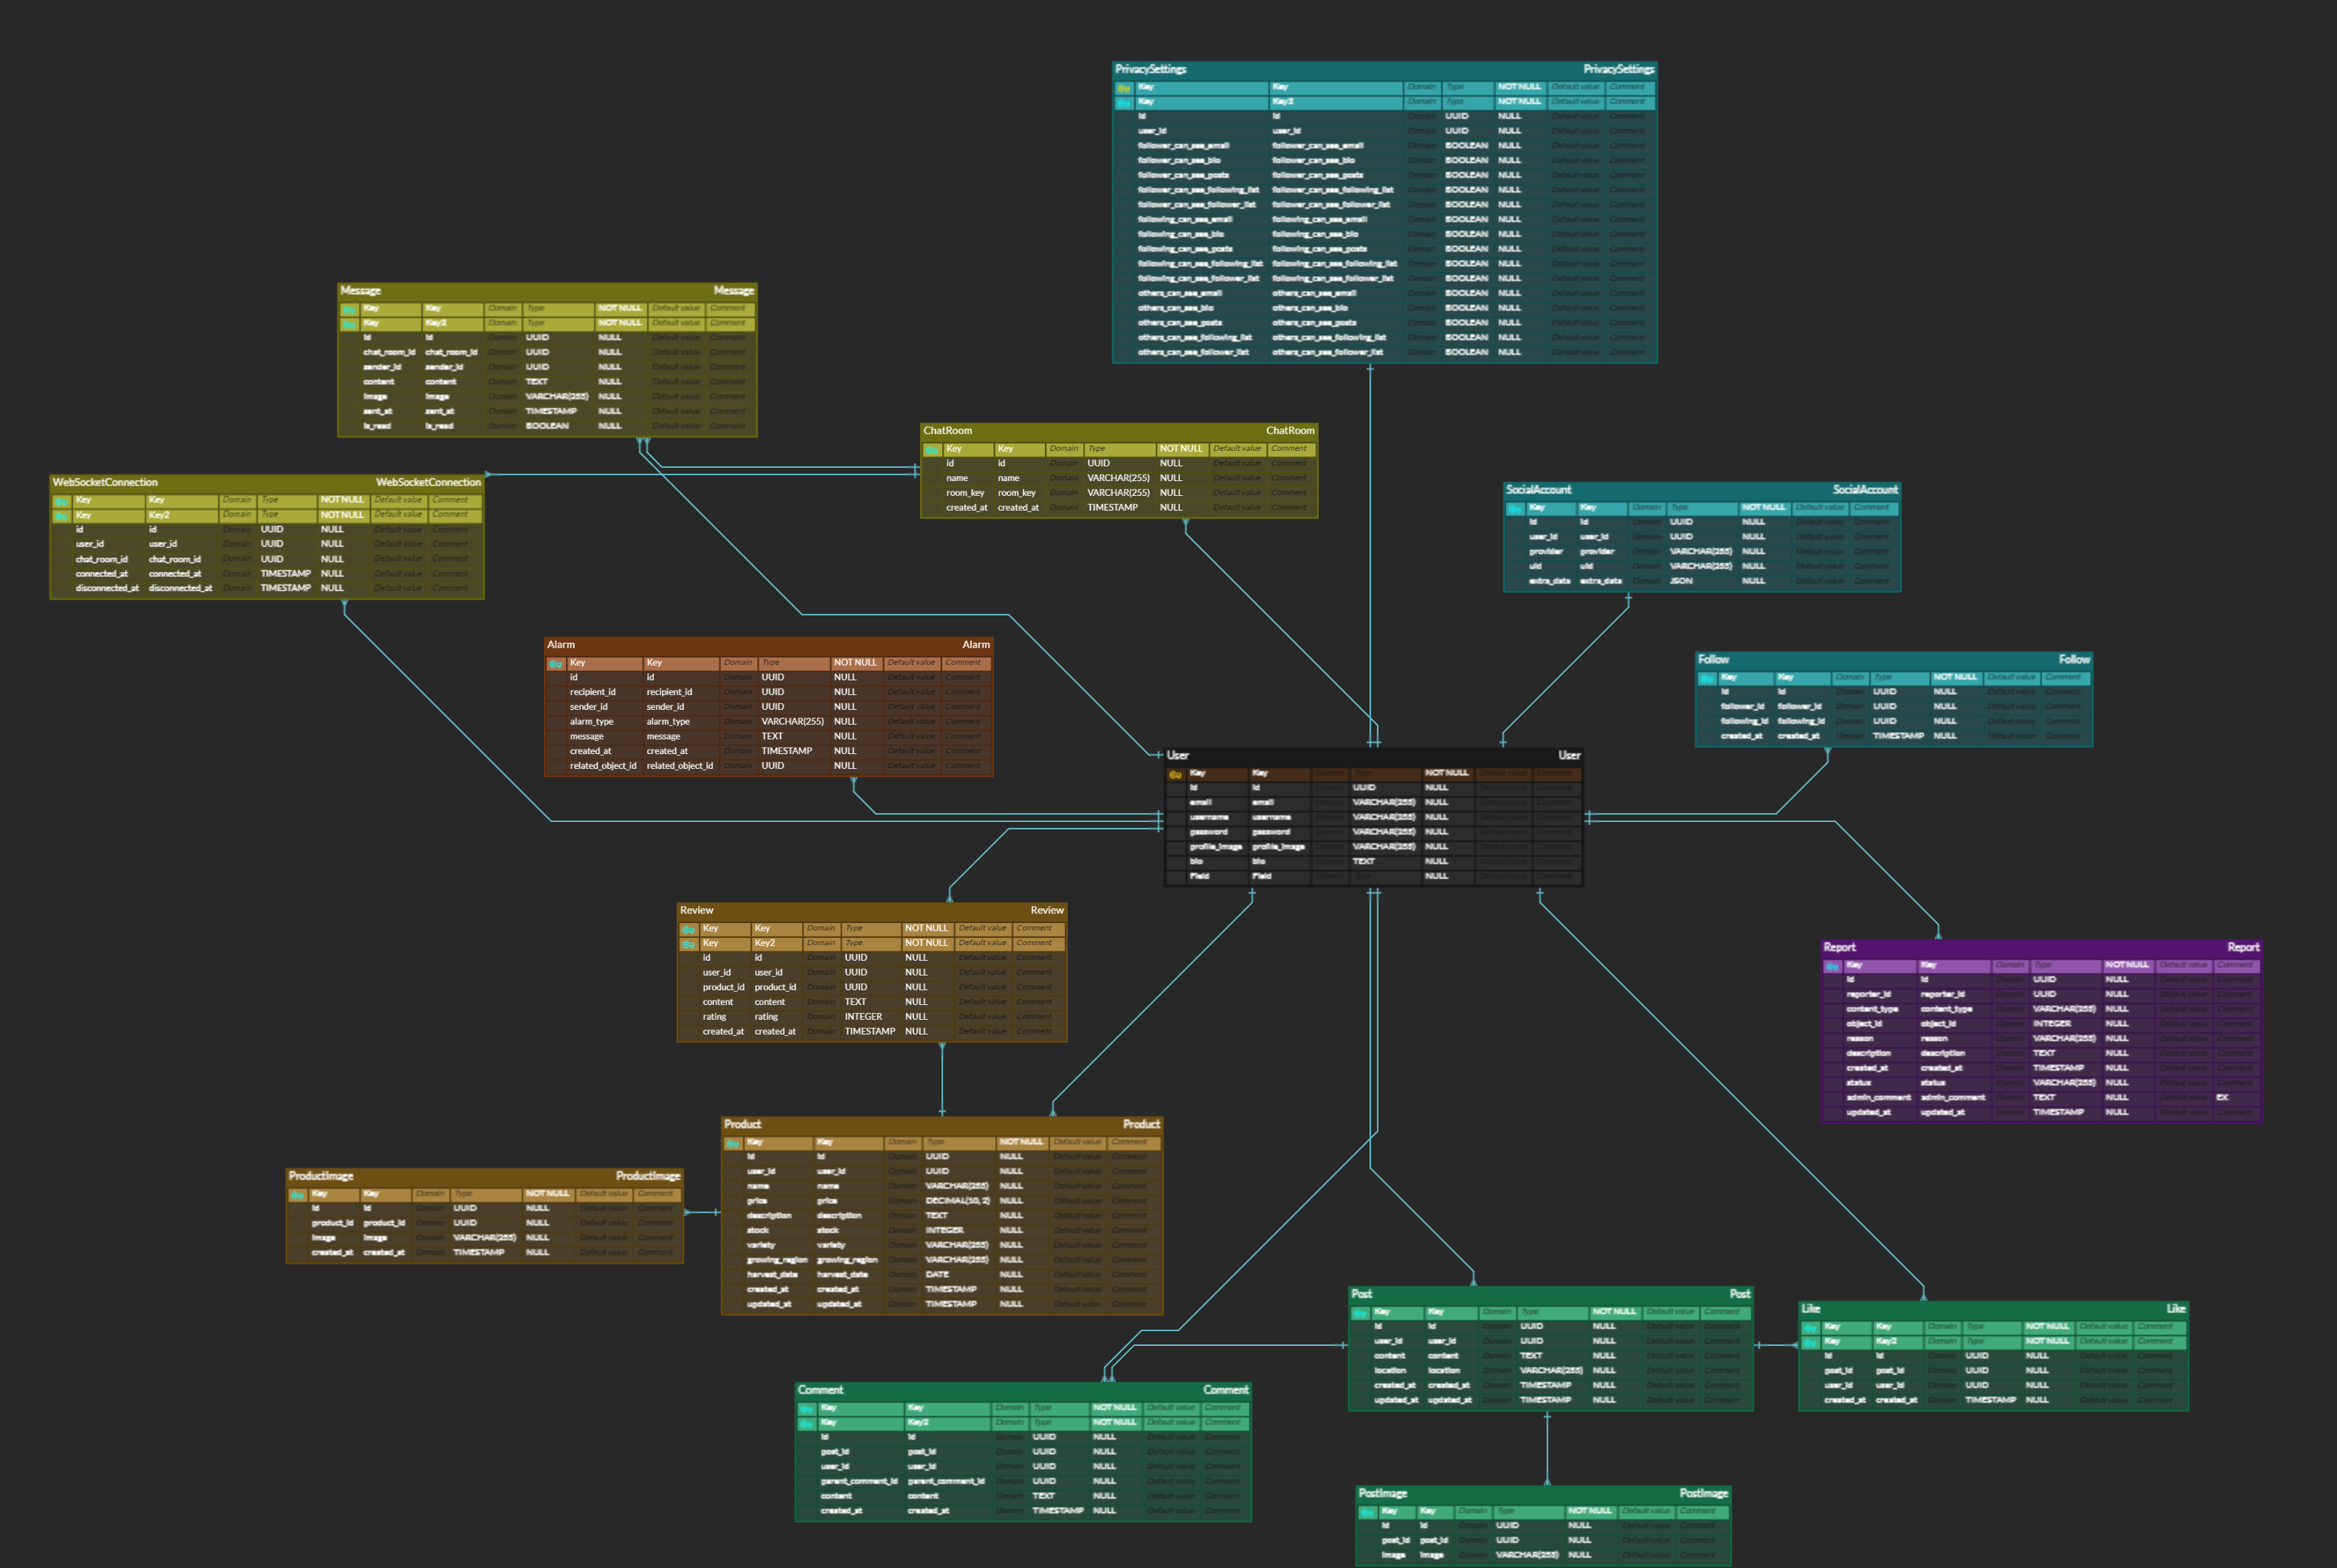 PrivacySettings PrivacySettings
Key Key Domain Type NOT NULL Default value Comment
Key Key2 Domain Type NOT NULL Default value Comment
id id Domain UUID NULL Default value Comment
user_id user_id Domain UUID NULL Default value Comment
follower_can_see_email follower_can_see_email Domain BOOLEAN NULL Default value Comment
follower_can_see_bio follower_can_see_bio Domain BOOLEAN NULL Default value Comment
follower_can_see_posts follower_can_see_posts Domain BOOLEAN NULL Default value Comment
follower_can_see_following_list follower_can_see_following_list Domain BOOLEAN NULL Default value Comment
follower_can_see_follower_list follower_can_see_follower_list Domain BOOLEAN NULL Default value Comment
following_can_see_email following_can_see_email Domain BOOLEAN NULL Default value Comment
following_can_see_bio following_can_see_bio Domain BOOLEAN NULL Default value Comment
following_can_see_posts following_can_see_posts Domain BOOLEAN NULL Default value Comment
following_can_see_following_list following_can_see_following_list Domain BOOLEAN NULL Default value Comment
following_can_see_follower_list following_can_see_follower_list Domain BOOLEAN NULL Default value Comment
others_can_see_email others_can_see_email Domain BOOLEAN NULL Default value Comment
others_can_see_bio others_can_see_bio Domain BOOLEAN NULL Default value Comment
others_can_see_posts others_can_see_posts Domain BOOLEAN NULL Default value Comment
others_can_see_following_list others_can_see_following_list Domain BOOLEAN NULL Default value Comment
others_can_see_follower_list others_can_see_follower_list Domain BOOLEAN NULL Default value Comment
Message Message
Key Key Domain Type NOT NULL Default value Comment
Key Key2 Domain Type NOT NULL Default value Comment
id id Domain UUID NULL Default value Comment
chat_room_id chat_room_id Domain UUID NULL Default value Comment
sender_id sender_id Domain UUID NULL Default value Comment
content content Domain TEXT NULL Default value Comment
image image Domain VARCHAR(255) NULL Default value Comment
sent_at sent_at Domain TIMESTAMP NULL Default value Comment
is_read is_read Domain BOOLEAN NULL Default value Comment
ChatRoom ChatRoom
Key Key Domain Type NOT NULL Default value Comment
id id Domain UUID NULL Default value Comment
name name Domain VARCHAR(255) NULL Default value Comment
room_key room_key Domain VARCHAR(255) NULL Default value Comment
created_at created_at Domain TIMESTAMP NULL Default value Comment
WebSocketConnection WebSocketConnection
Key Key Domain Type NOT NULL Default value Comment
Key Key2 Domain Type NOT NULL Default value Comment
id id Domain UUID NULL Default value Comment
user_id user_id Domain UUID NULL Default value Comment
chat_room_id chat_room_id Domain UUID NULL Default value Comment
connected_at connected_at Domain TIMESTAMP NULL Default value Comment
disconnected_at disconnected_at Domain TIMESTAMP NULL Default value Comment
SocialAccount SocialAccount
Key Key Domain Type NOT NULL Default value Comment
id id Domain UUID NULL Default value Comment
user_id user_id Domain UUID NULL Default value Comment
provider provider Domain VARCHAR(255) NULL Default value Comment
uid uid Domain VARCHAR(255) NULL Default value Comment
extra_data extra_data Domain JSON NULL Default value Comment
Alarm Alarm
Key Key Domain Type NOT NULL Default value Comment
id id Domain UUID NULL Default value Comment
recipient_id recipient_id Domain UUID NULL Default value Comment
sender_id sender_id Domain UUID NULL Default value Comment
alarm_type alarm_type Domain VARCHAR(255) NULL Default value Comment
message message Domain TEXT NULL Default value Comment
created_at created_at Domain TIMESTAMP NULL Default value Comment
related_object_id related_object_id Domain UUID NULL Default value Comment
Follow Follow
Key Key Domain Type NOT NULL Default value Comment
id id Domain UUID NULL Default value Comment
follower_id follower_id Domain UUID NULL Default value Comment
following_id following_id Domain UUID NULL Default value Comment
created_at created_at Domain TIMESTAMP NULL Default value Comment
User User
Key Key Domain Type NOT NULL Default value Comment
id id Domain UUID NULL Default value Comment
email email Domain VARCHAR(255) NULL Default value Comment
username username Domain VARCHAR(255) NULL Default value Comment
password password Domain VARCHAR(255) NULL Default value Comment
profile_image profile_image Domain VARCHAR(255) NULL Default value Comment
bio bio Domain TEXT NULL Default value Comment
Field Field Domain Type NULL Default value Comment
Review Review
Key Key Domain Type NOT NULL Default value Comment
Key Key2 Domain Type NOT NULL Default value Comment
id id Domain UUID NULL Default value Comment
user_id user_id Domain UUID NULL Default value Comment
product_id product_id Domain UUID NULL Default value Comment
content content Domain TEXT NULL Default value Comment
rating rating Domain INTEGER NULL Default value Comment
created_at created_at Domain TIMESTAMP NULL Default value Comment
Report Report
Key Key Domain Type NOT NULL Default value Comment
id id Domain UUID NULL Default value Comment
reporter_id reporter_id Domain UUID NULL Default value Comment
content_type content_type Domain VARCHAR(255) NULL Default value Comment
object_id object_id Domain INTEGER NULL Default value Comment
reason reason Domain VARCHAR(255) NULL Default value Comment
description description Domain TEXT NULL Default value Comment
created_at created_at Domain TIMESTAMP NULL Default value Comment
status status Domain VARCHAR(255) NULL Default value Comment
admin_comment admin_comment Domain TEXT NULL Default value EX
updated_at updated_at Domain TIMESTAMP NULL Default value Comment
Product Product
Key Key Domain Type NOT NULL Default value Comment
id id Domain UUID NULL Default value Comment
user_id user_id Domain UUID NULL Default value Comment
name name Domain VARCHAR(255) NULL Default value Comment
price price Domain DECIMAL(10, 2) NULL Default value Comment
description description Domain TEXT NULL Default value Comment
stock stock Domain INTEGER NULL Default value Comment
variety variety Domain VARCHAR(255) NULL Default value Comment
growing_region growing_region Domain VARCHAR(255) NULL Default value Comment
harvest_date harvest_date Domain DATE NULL Default value Comment
created_at created_at Domain TIMESTAMP NULL Default value Comment
updated_at updated_at Domain TIMESTAMP NULL Default value Comment
ProductImage ProductImage
Key Key Domain Type NOT NULL Default value Comment
id id Domain UUID NULL Default value Comment
product_id product_id Domain UUID NULL Default value Comment
image image Domain VARCHAR(255) NULL Default value Comment
created_at created_at Domain TIMESTAMP NULL Default value Comment
Post Post
Key Key Domain Type NOT NULL Default value Comment
id id Domain UUID NULL Default value Comment
user_id user_id Domain UUID NULL Default value Comment
content content Domain TEXT NULL Default value Comment
location location Domain VARCHAR(255) NULL Default value Comment
created_at created_at Domain TIMESTAMP NULL Default value Comment
updated_at updated_at Domain TIMESTAMP NULL Default value Comment
Like Like
Key Key Domain Type NOT NULL Default value Comment
Key Key2 Domain Type NOT NULL Default value Comment
id id Domain UUID NULL Default value Comment
post_id post_id Domain UUID NULL Default value Comment
user_id user_id Domain UUID NULL Default value Comment
created_at created_at Domain TIMESTAMP NULL Default value Comment
Comment Comment
Key Key Domain Type NOT NULL Default value Comment
Key Key2 Domain Type NOT NULL Default value Comment
id id Domain UUID NULL Default value Comment
post_id post_id Domain UUID NULL Default value Comment
user_id user_id Domain UUID NULL Default value Comment
parent_comment_id parent_comment_id Domain UUID NULL Default value Comment
content content Domain TEXT NULL Default value Comment
created_at created_at Domain TIMESTAMP NULL Default value Comment
PostImage PostImage
Key Key Domain Type NOT NULL Default value Comment
id id Domain UUID NULL Default value Comment
post_id post_id Domain UUID NULL Default value Comment
image image Domain VARCHAR(255) NULL Default value Comment